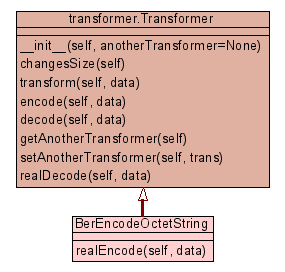 transformer.Transformer
__init__(self, anotherTransformer=None)
changesSize(self)
transform(self, data)
encode(self, data)
decode(self, data)
getAnotherTransformer(self)
setAnotherTransformer(self, trans)
realDecode(self, data)
BerEncodeOctetString
realEncode(self, data)